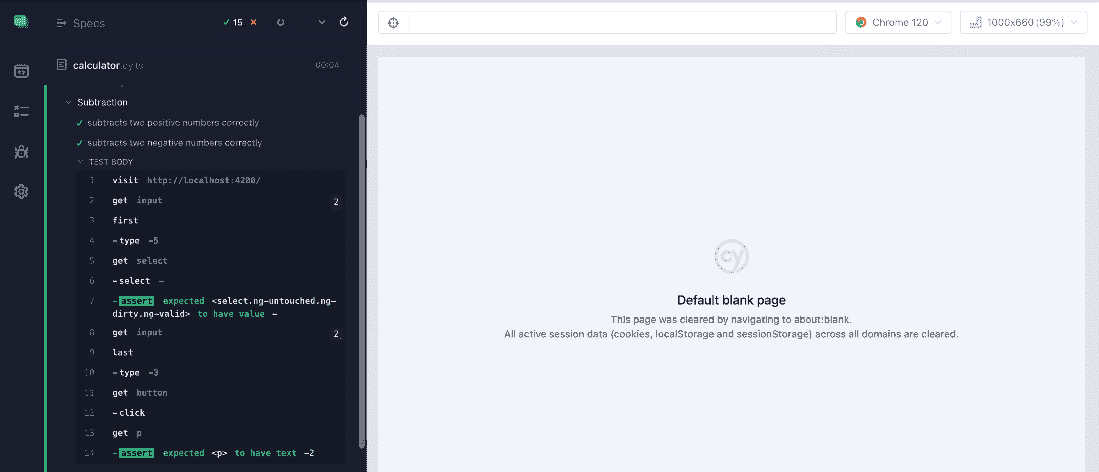 Specs
✓ 15 ×
calculator.cy.ts 00:04
Subtraction
✓ subtracts two positive numbers correctly
✓ subtracts two negative numbers correctly
TEST BODY
1 visit http://localhost:4200/
2 get input 2
3 first
4 -type -5
5 get select
6 -select -
7 -assert expected <select.ng-untouched.ng-
dirty.ng-valid> to have value -
8 get input 2
9 last
10 -type -3
11 get button
12 -click
13 get p
14 -assert expected <p> to have text -2
Chrome 120
1000x660 (99%)
cy
Default blank page
This page was cleared by navigating to about:blank.
All active session data (cookies, localStorage and sessionStorage) across all domains are cleared.